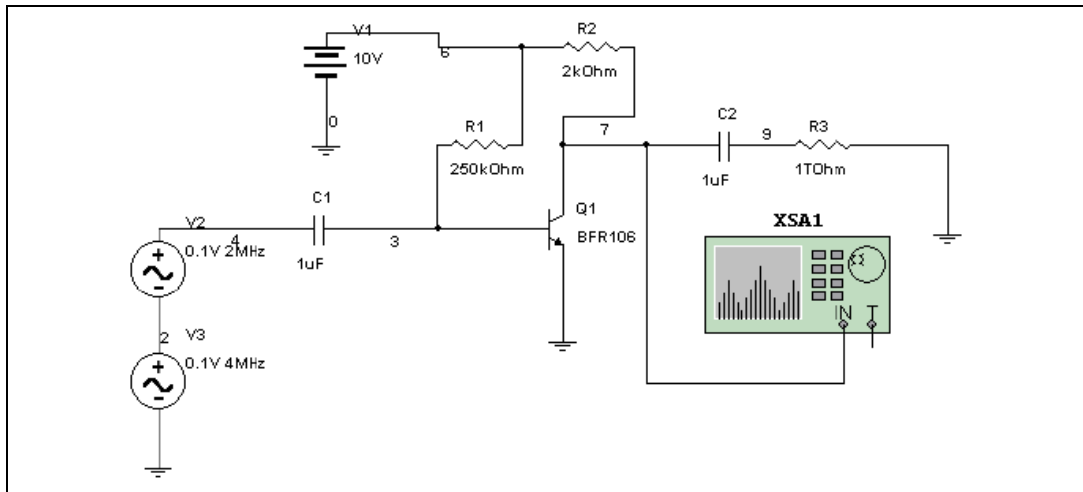 V1
10V
6
0
R2
2kOhm
R1
250kOhm
7
C2
1uF
9
R3
1TOhm
C1
1uF
3
Q1
BFR106
V2
4
0.1V 2MHz
2
V3
0.1V 4MHz
XSA1
IN T